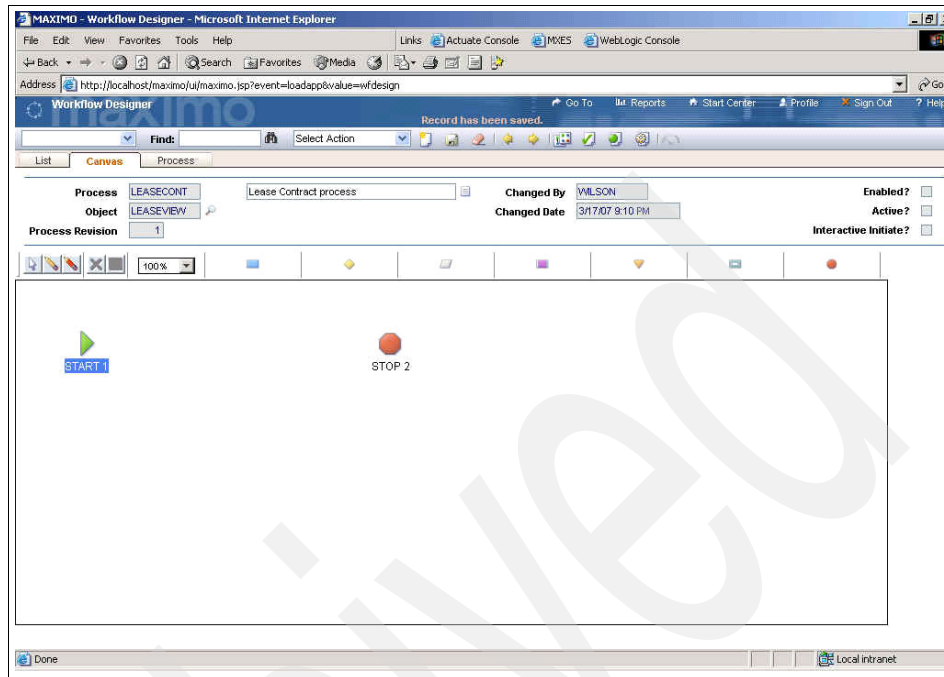 MAXIMO - Workflow Designer - Microsoft Internet Explorer
File Edit View Favorites Tools Help Links Actuate Console MXES WebLogic Console
Back Search Favorites Media
Address http://localhost/maximo/ui/maximo.jsp?event=loadapp&value=wfdesign Go
Workflow Designer Go To Reports Start Center Profile Sign Out ? Help
maximo
Record has been saved.
Find: Select Action
List Canvas Process
Process LEASECONT Lease Contract process Changed By WILSON Enabled?
Object LEASEVIEW Changed Date 3/17/07 9:10 PM Active?
Process Revision 1 Interactive Initiate?
100%
START 1 STOP 2
Done Local intranet